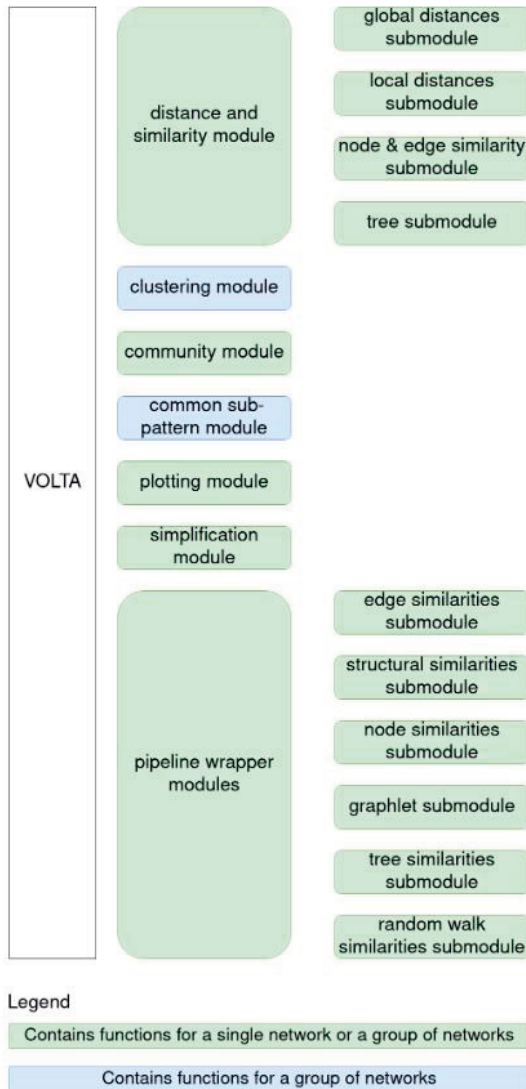 VOLTA
distance and
similarity module
global distances
submodule
local distances
submodule
node & edge similarity
submodule
tree submodule
clustering module
community module
common sub-
pattern module
plotting module
simplification
module
pipeline wrapper
modules
edge similarities
submodule
structural similarities
submodule
node similarities
submodule
graphlet submodule
tree similarities
submodule
random walk
similarities submodule
Legend
Contains functions for a single network or a group of networks
Contains functions for a group of networks